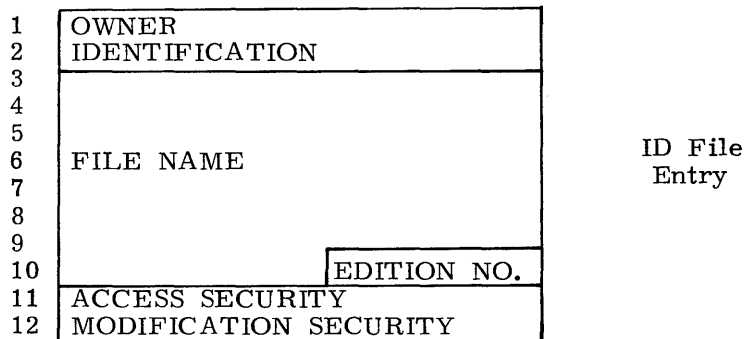 1 OWNER
2 IDENTIFICATION
3
4
5
6 FILE NAME ID File
7 Entry
8
9
10 EDITION NO.
11 ACCESS SECURITY
12 MODIFICATION SECURITY